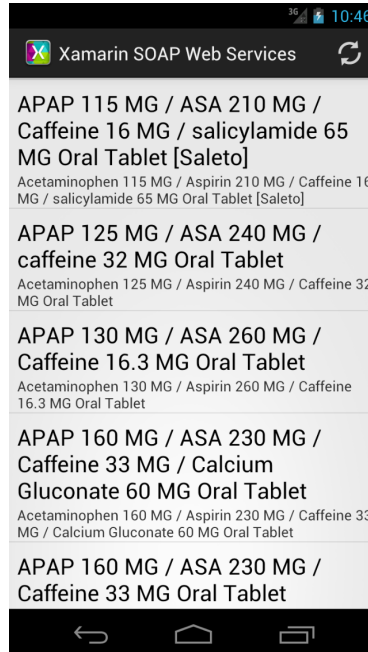 3G 10:46
Xamarin SOAP Web Services
APAP 115 MG / ASA 210 MG /
Caffeine 16 MG / salicylamide 65
MG Oral Tablet [Saleto]
Acetaminophen 115 MG / Aspirin 210 MG / Caffeine 16
MG / salicylamide 65 MG Oral Tablet [Saleto]
APAP 125 MG / ASA 240 MG /
caffeine 32 MG Oral Tablet
Acetaminophen 125 MG / Aspirin 240 MG / Caffeine 32
MG Oral Tablet
APAP 130 MG / ASA 260 MG /
Caffeine 16.3 MG Oral Tablet
Acetaminophen 130 MG / Aspirin 260 MG / Caffeine
16.3 MG Oral Tablet
APAP 160 MG / ASA 230 MG /
Caffeine 33 MG / Calcium
Gluconate 60 MG Oral Tablet
Acetaminophen 160 MG / Aspirin 230 MG / Caffeine 33
MG / Calcium Gluconate 60 MG Oral Tablet
APAP 160 MG / ASA 230 MG /
Caffeine 33 MG Oral Tablet